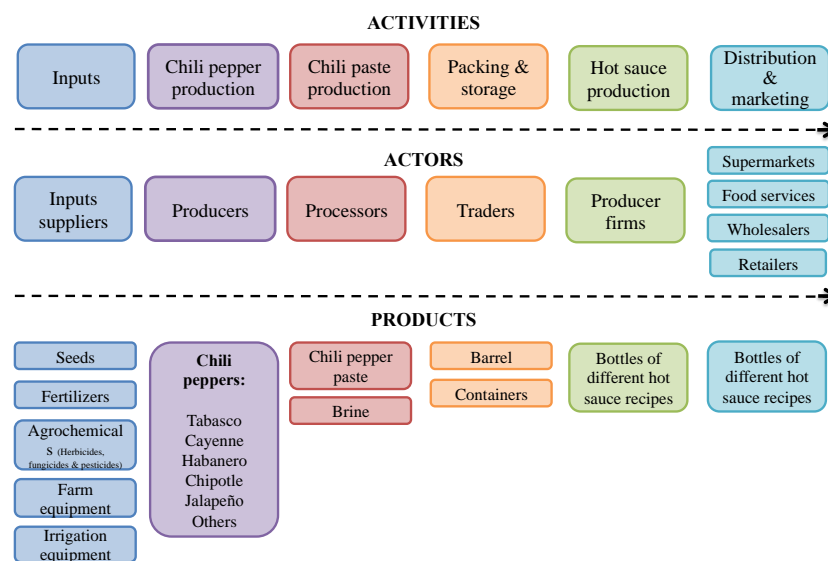 ACTIVITIES
Inputs
Chili pepper
production
Chili paste
production
Packing &
storage
Hot sauce
production
Distribution
&
marketing
ACTORS
Inputs
suppliers
Producers
Processors
Traders
Producer
firms
Supermarkets
Food services
Wholesalers
Retailers
PRODUCTS
Seeds
Fertilizers
Agrochemical
s (Herbicides,
fungicides & pesticides)
Farm
equipment
Irrigation
equipment
Chili
peppers:
Tabasco
Cayenne
Habanero
Chipotle
Jalapeño
Others
Chili pepper
paste
Brine
Barrel
Containers
Bottles of
different hot
sauce recipes
Bottles of
different hot
sauce recipes